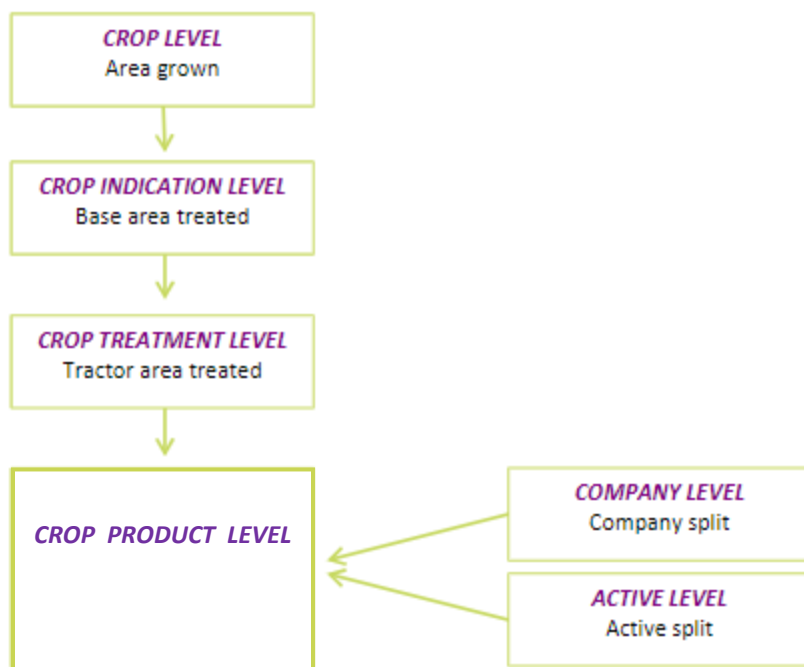 CROP LEVEL
Area grown
CROP INDICATION LEVEL
Base area treated
CROP TREATMENT LEVEL
Tractor area treated
CROP PRODUCT LEVEL
COMPANY LEVEL
Company split
ACTIVE LEVEL
Active split